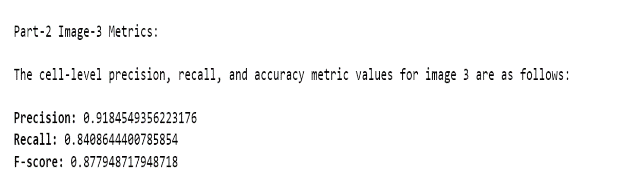 Part-2 Image-3 Metrics:
The cell-level precision, recall, and accuracy metric values for image 3 are as follows:
Precision: 0.9184549356223176
Recall: 0.8408644400785854
F-score: 0.877948717948718